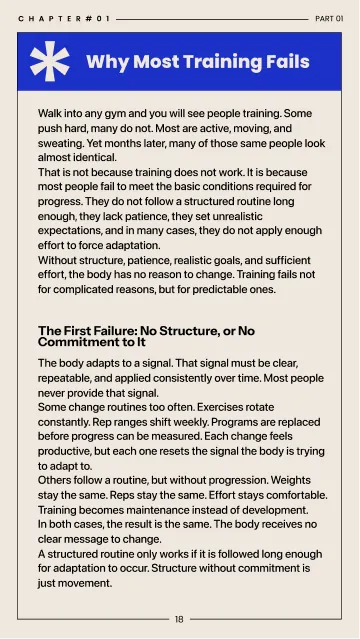 CHAPTER#01
PART 01
Why Most Training Fails
Walk into any gym and you will see people training. Some
push hard, many do not. Most are active, moving, and
sweating. Yet months later, many of those same people look
almost identical.
That is not because training does not work. It is because
most people fail to meet the basic conditions required for
progress. They do not follow a structured routine long
enough, they lack patience, they set unrealistic
expectations, and in many cases, they do not apply enough
effort to force adaptation.
Without structure, patience, realistic goals, and sufficient
effort, the body has no reason to change. Training fails not
for complicated reasons, but for predictable ones.
The First Failure: No Structure, or No
Commitment to It
The body adapts to a signal. That signal must be clear,
repeatable, and applied consistently over time. Most people
never provide that signal.
Some change routines too often. Exercises rotate
constantly. Rep ranges shift weekly. Programs are replaced
before progress can be measured. Each change feels
productive, but each one resets the signal the body is trying
to adapt to.
Others follow a routine, but without progression. Weights
stay the same. Reps stay the same. Effort stays comfortable.
Training becomes maintenance instead of development.
In both cases, the result is the same. The body receives no
clear message to change.
A structured routine only works if it is followed long enough
for adaptation to occur. Structure without commitment is
just movement.
18